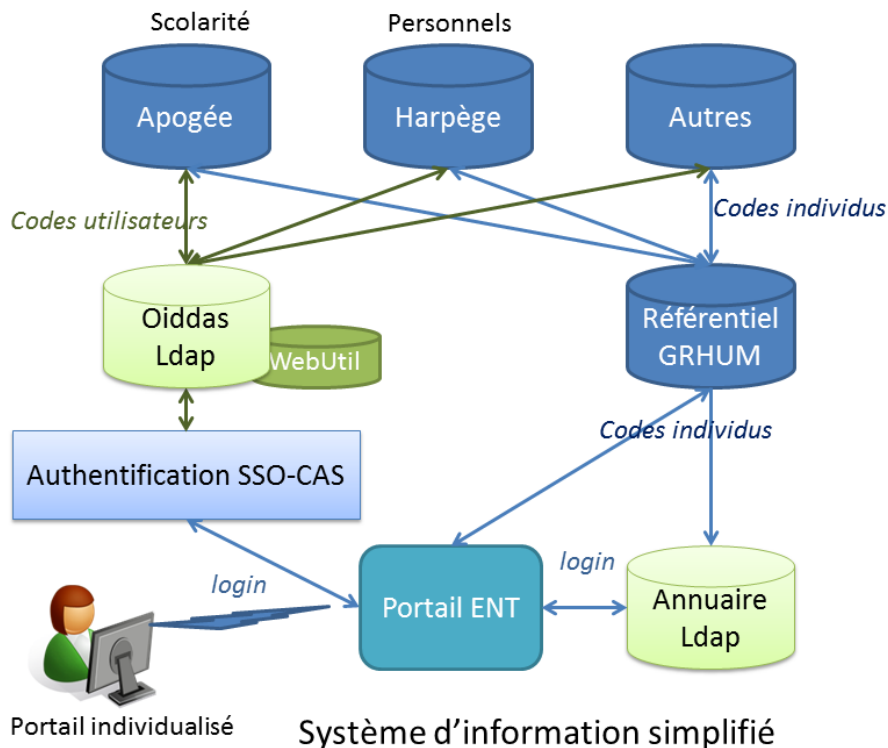 Scolarité
Personnels
Apogée
Harpège
Autres
Codes utilisateurs
Codes individus
Oiddas
Ldap
WebUtil
Référentiel
GRHUM
Codes individus
Authentification SSO-CAS
login
Portail ENT
login
Annuaire
Ldap
Portail individualisé
Système d’information simplifié